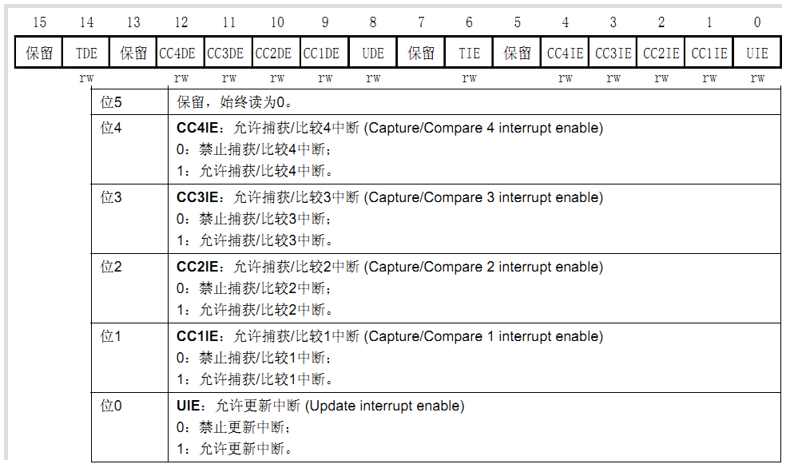 15 14 13 12 11 10 9 8 7 6 5 4 3 2 1 0
保留 TDE 保留 CC4DE CC3DE CC2DE CC1DE UDE 保留 TIE 保留 CC4IE CC3IE CC2IE CC1IE UIE
rw rw rw rw rw rw rw rw rw rw rw rw
位5 保留，始终读为0。
位4 CC4IE：允许捕获/比较4中断 (Capture/Compare 4 interrupt enable)
0：禁止捕获/比较4中断；
1：允许捕获/比较4中断。
位3 CC3IE：允许捕获/比较3中断 (Capture/Compare 3 interrupt enable)
0：禁止捕获/比较3中断；
1：允许捕获/比较3中断。
位2 CC2IE：允许捕获/比较2中断 (Capture/Compare 2 interrupt enable)
0：禁止捕获/比较2中断；
1：允许捕获/比较2中断。
位1 CC1IE：允许捕获/比较1中断 (Capture/Compare 1 interrupt enable)
0：禁止捕获/比较1中断；
1：允许捕获/比较1中断。
位0 UIE：允许更新中断 (Update interrupt enable)
0：禁止更新中断；
1：允许更新中断。